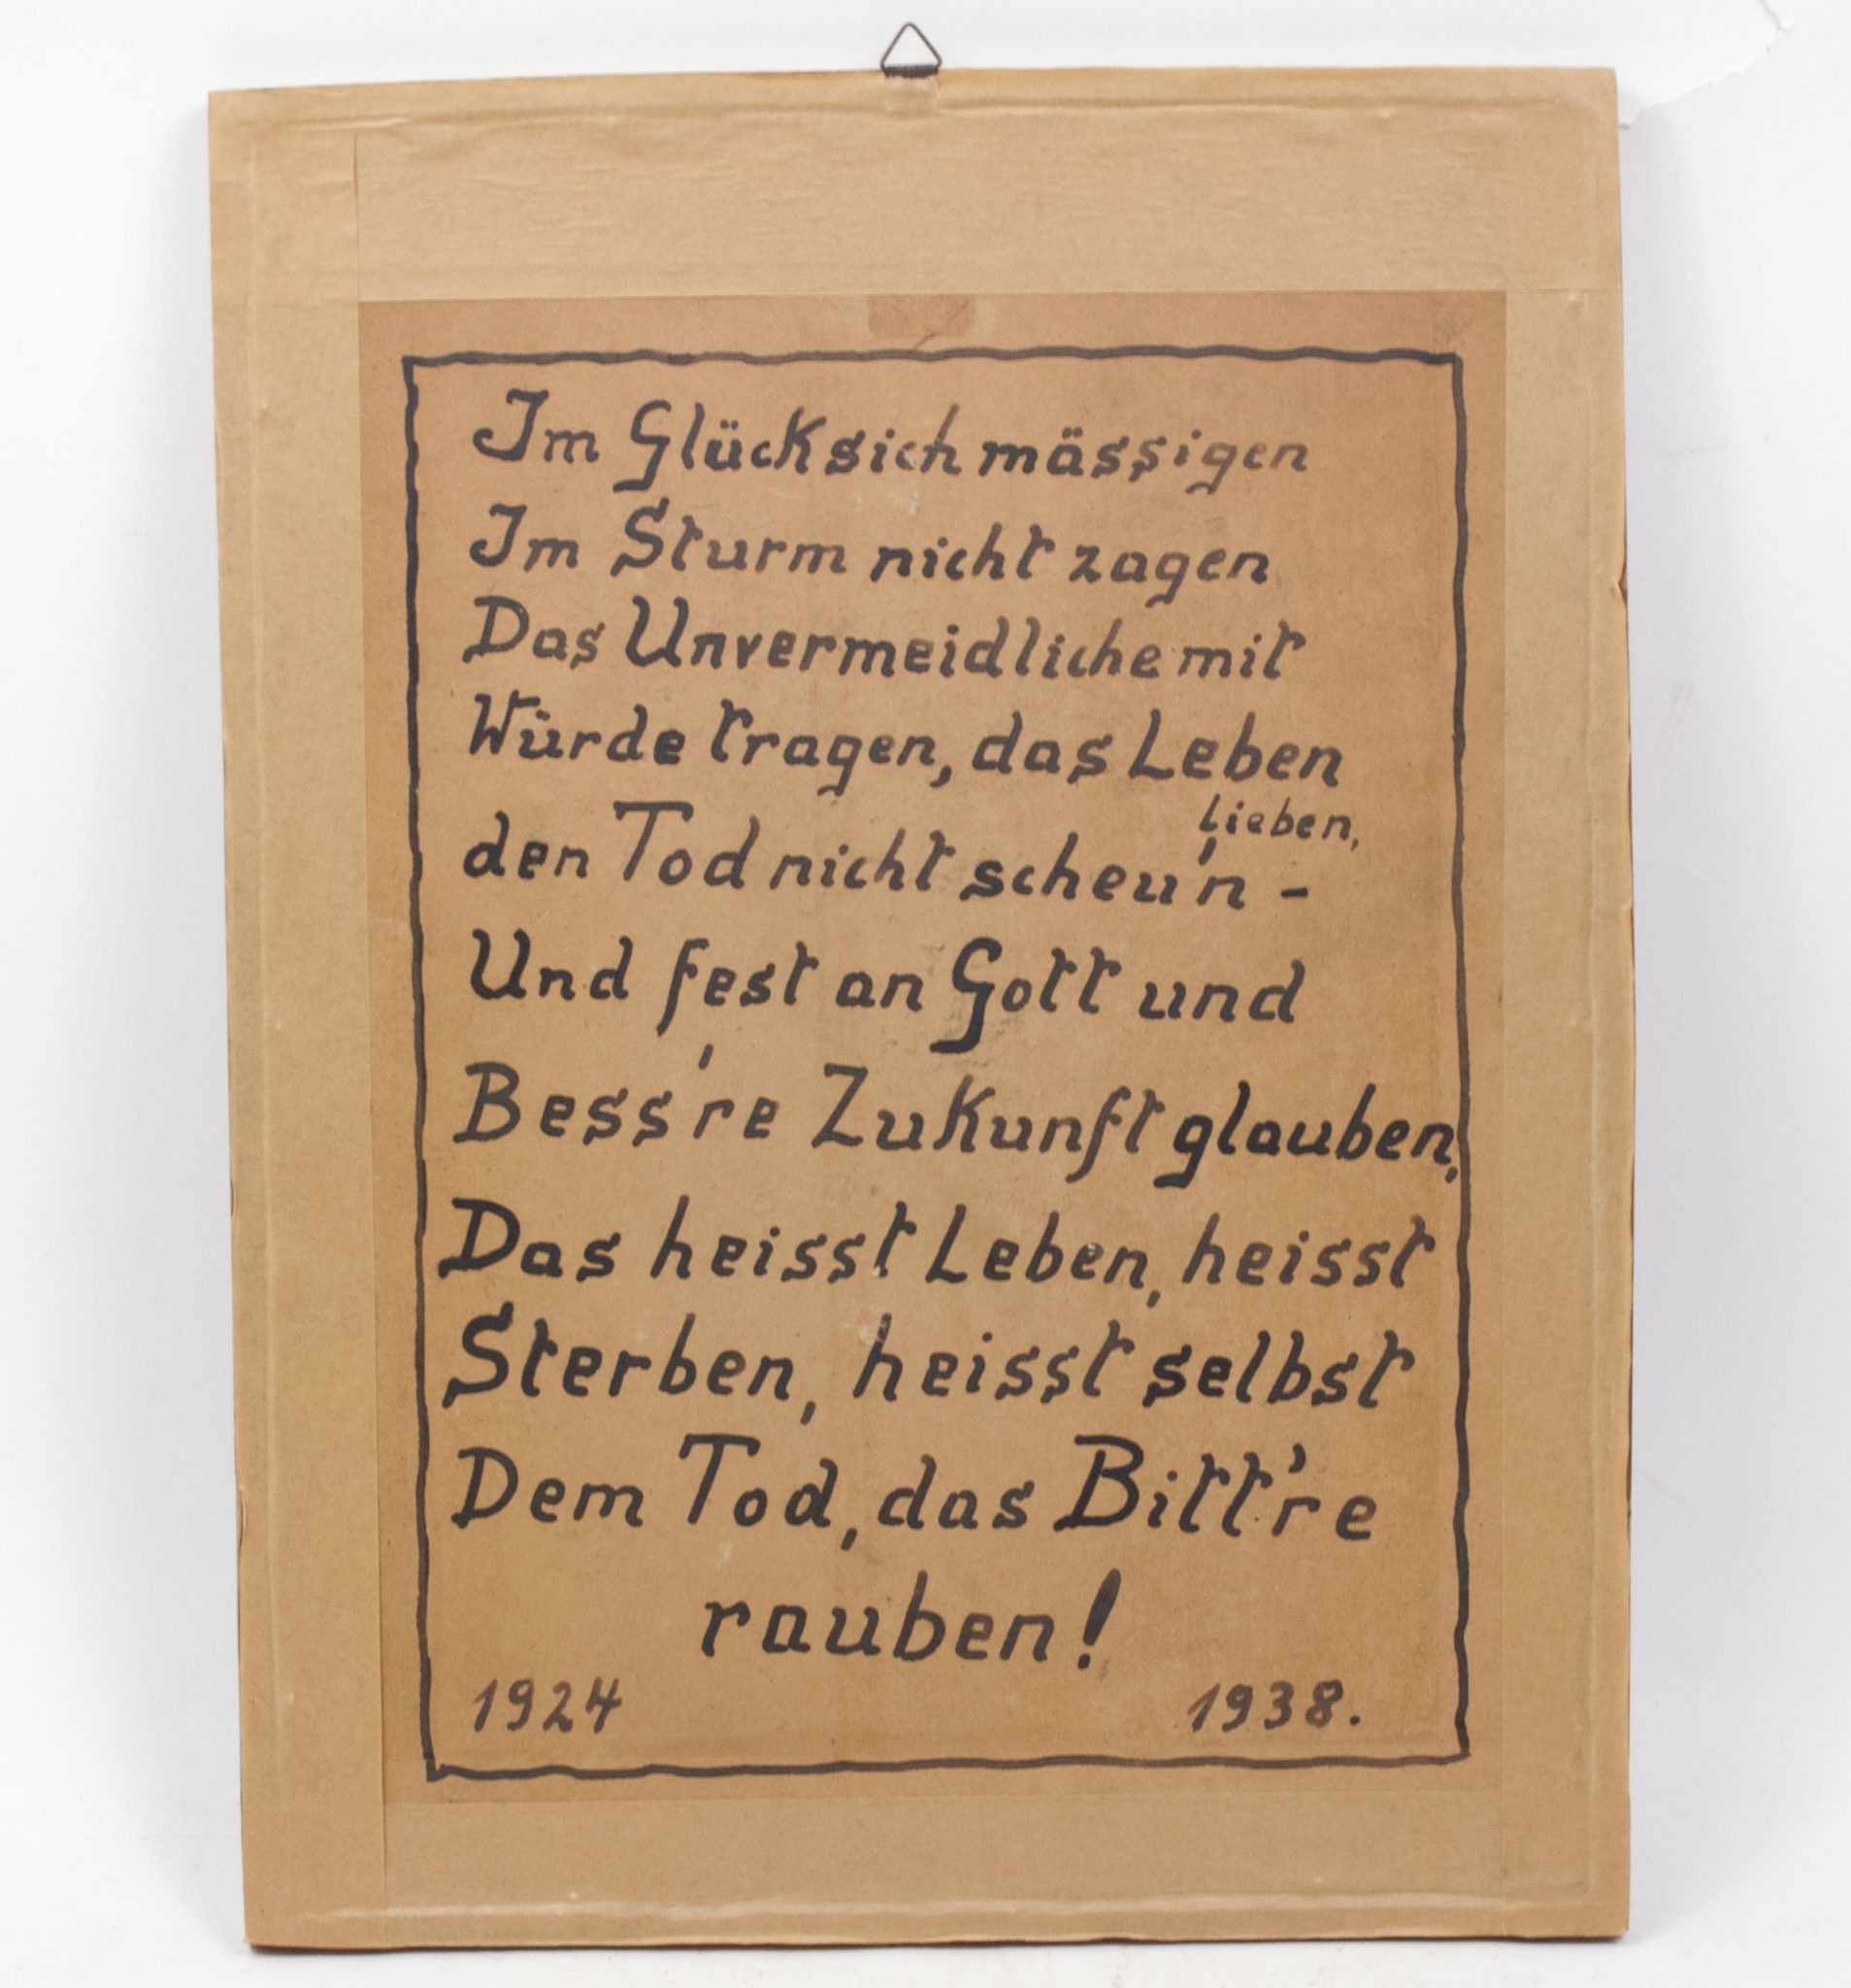 Im Glück sich mässigen
Im Sturm nicht zagen
Das Unvermeidliche mit
Würde tragen, das Leben
lieben,
den Tod nicht scheu'n -
Und fest an Gott und
Bess're Zukunft glauben,
Das heisst Leben, heisst
Sterben, heisst selbst
Dem Tod, das Bitt're
rauben!
1924 1938.